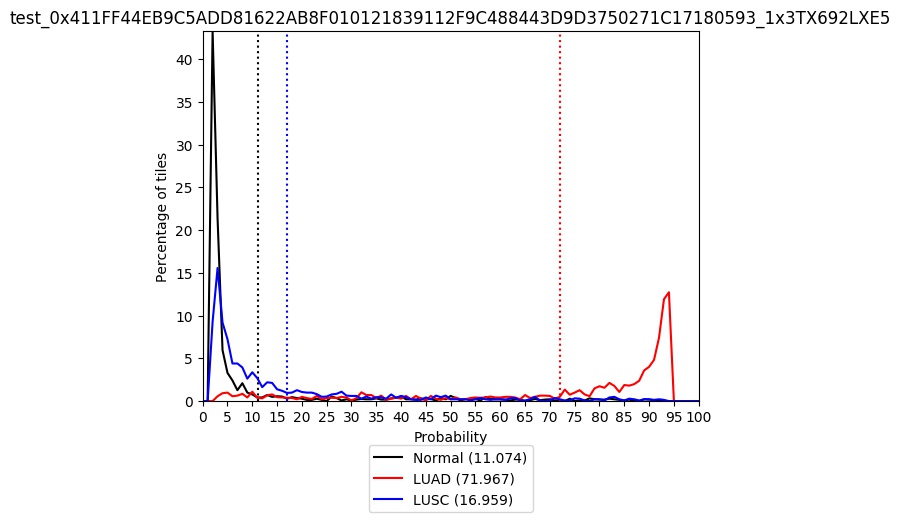 test_0x411FF44EB9C5ADD81622AB8F010121839112F9C488443D9D3750271C17180593_1x3TX692LXE5
40
35
30
25
20
15
10
5
0
Percentage of tiles
0 5 10 15 20 25 30 35 40 45 50 55 60 65 70 75 80 85 90 95 100
Probability
Normal (11.074)
LUAD (71.967)
LUSC (16.959)